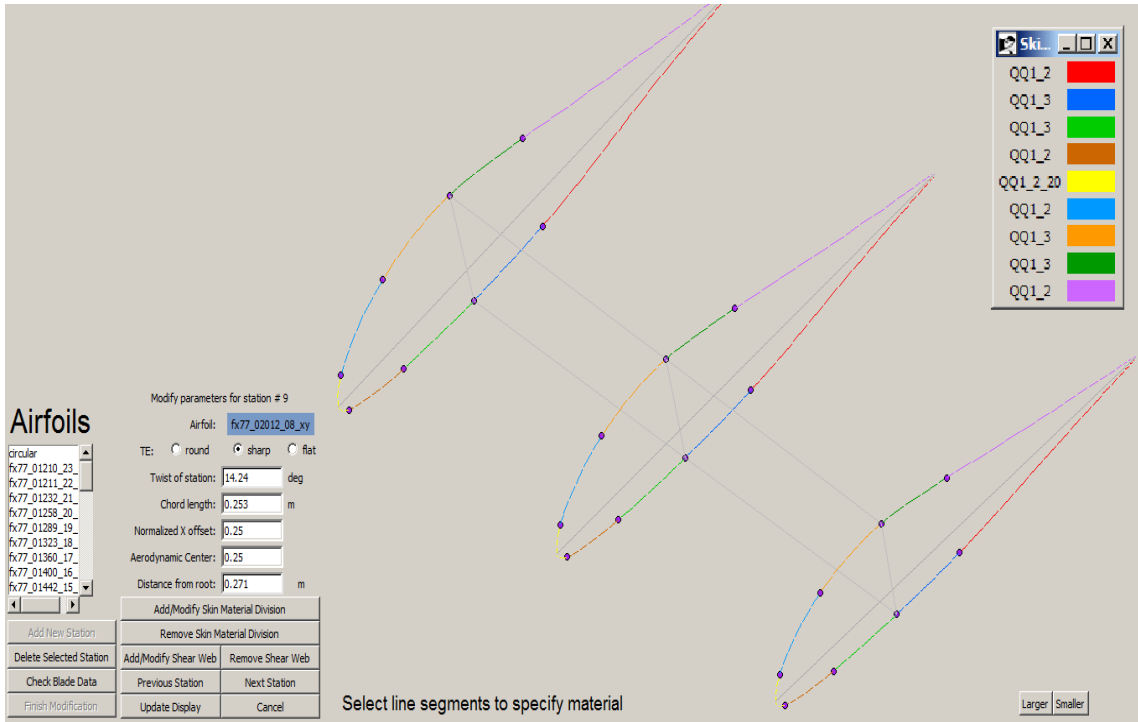 Ski...
QQ1_2
QQ1_3
QQ1_3
QQ1_2
QQ1_2_20
QQ1_2
QQ1_3
QQ1_3
QQ1_2
Airfoils
circular
fx77_01210_23_
fx77_01211_22_
fx77_01232_21_
fx77_01258_20_
fx77_01289_19_
fx77_01323_18_
fx77_01360_17_
fx77_01400_16_
fx77_01442_15_
Add New Station
Delete Selected Station
Check Blade Data
Finish Modification
Modify parameters for station # 9
Airfoil: fx77_02012_08_xy
TE: round sharp flat
Twist of station: 14.24 deg
Chord length: 0.253 m
Normalized X offset: 0.25
Aerodynamic Center: 0.25
Distance from root: 0.271 m
Add/Modify Skin Material Division
Remove Skin Material Division
Add/Modify Shear Web Remove Shear Web
Previous Station Next Station
Update Display Cancel
Select line segments to specify material
Larger Smaller